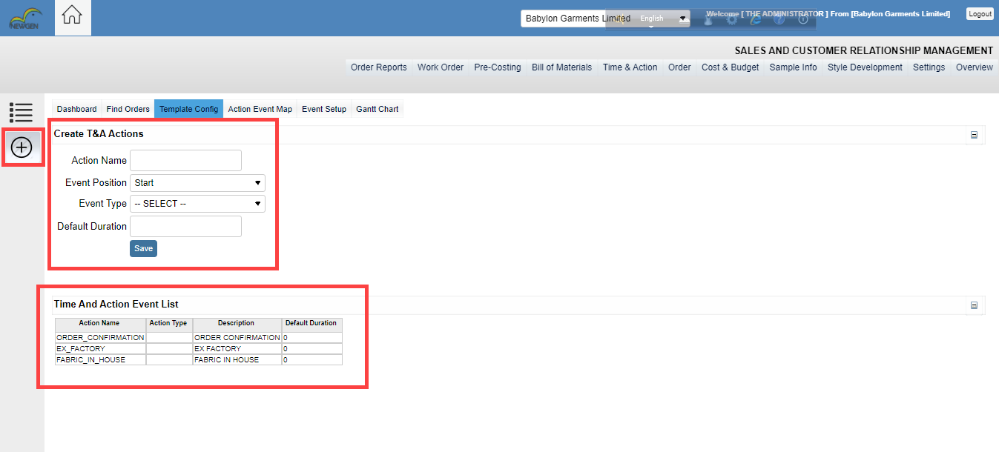 NEWGEN
Babylon Garments Limited
English
Welcome [ THE ADMINISTRATOR ] From [Babylon Garments Limited]
Logout
SALES AND CUSTOMER RELATIONSHIP MANAGEMENT
Order Reports Work Order Pre-Costing Bill of Materials Time & Action Order Cost & Budget Sample Info Style Development Settings Overview
Dashboard Find Orders Template Config Action Event Map Event Setup Gantt Chart
Create T&A Actions
Action Name
Event Position Start
Event Type -- SELECT --
Default Duration
Save
Time And Action Event List
Action Name Action Type Description Default Duration
ORDER_CONFIRMATION ORDER CONFIRMATION 0
EX_FACTORY EX FACTORY 0
FABRIC_IN_HOUSE FABRIC IN HOUSE 0